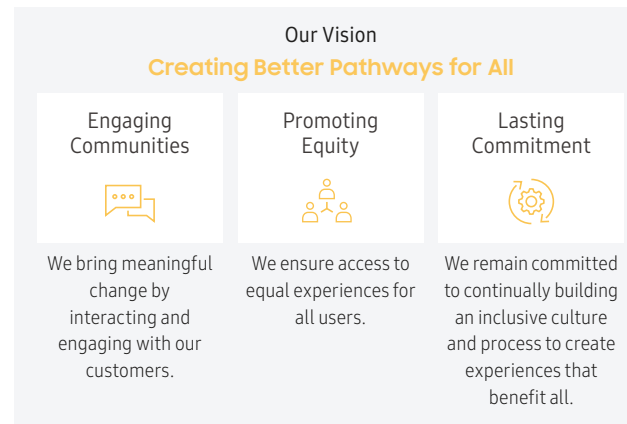 Our Vision
Creating Better Pathways for All
Engaging
Communities
We bring meaningful
change by
interacting and
engaging with our
customers.
Promoting
Equity
We ensure access to
equal experiences for
all users.
Lasting
Commitment
We remain committed
to continually building
an inclusive culture
and process to create
experiences that
benefit all.